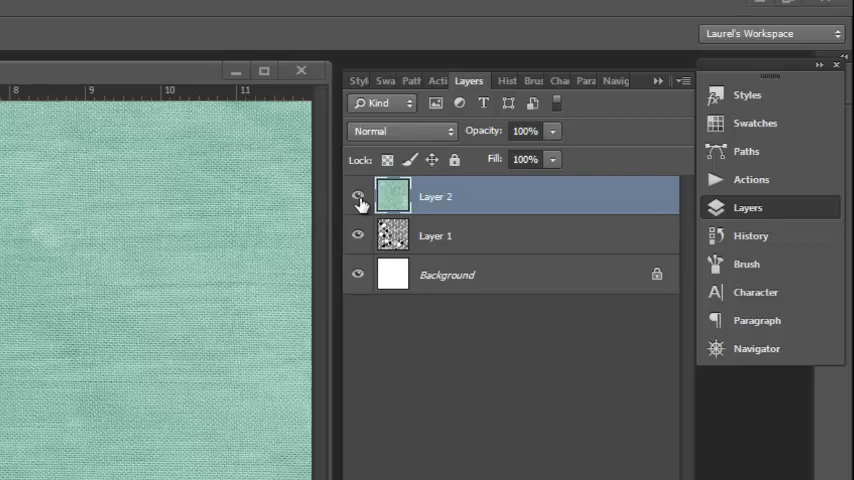 Laurel's Workspace
8 9 10 11
Styl Swa Path Acti Layers Hist Brus Cha Para Navig
Kind
Normal Opacity: 100%
Lock: Fill: 100%
Layer 2
Layer 1
Background
Styles
Swatches
Paths
Actions
Layers
History
Brush
Character
Paragraph
Navigator